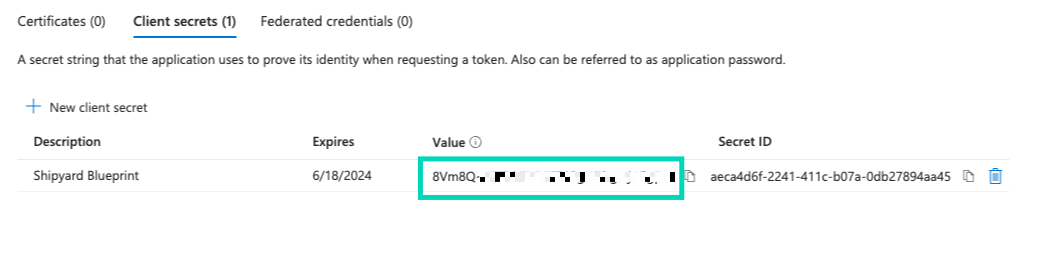 Certificates (0) Client secrets (1) Federated credentials (0)
A secret string that the application uses to prove its identity when requesting a token. Also can be referred to as application password.
New client secret
Description Expires Value Secret ID
Shipyard Blueprint 6/18/2024 8Vm8Q aeca4d6f-2241-411c-b07a-0db27894aa45